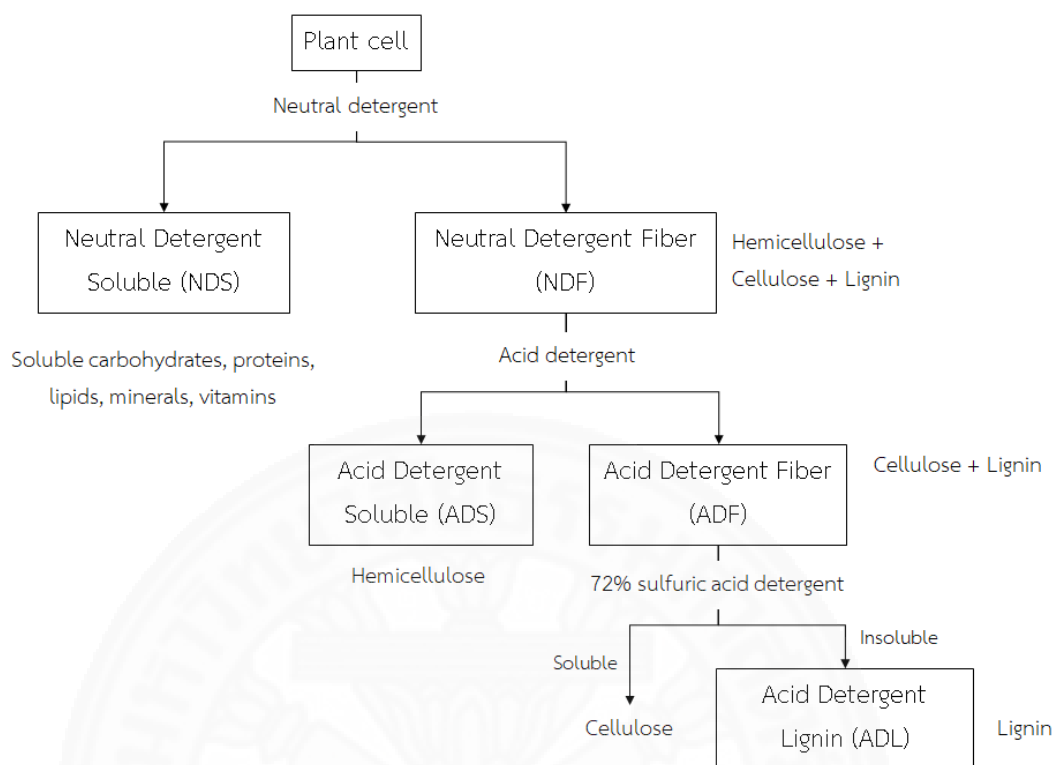 Plant cell
Neutral detergent
Neutral Detergent
Soluble (NDS)
Neutral Detergent Fiber
(NDF)
Hemicellulose +
Cellulose + Lignin
Soluble carbohydrates, proteins,
lipids, minerals, vitamins
Acid detergent
Acid Detergent
Soluble (ADS)
Acid Detergent Fiber
(ADF)
Cellulose + Lignin
Hemicellulose
72% sulfuric acid detergent
Soluble
Insoluble
Cellulose
Acid Detergent
Lignin (ADL)
Lignin